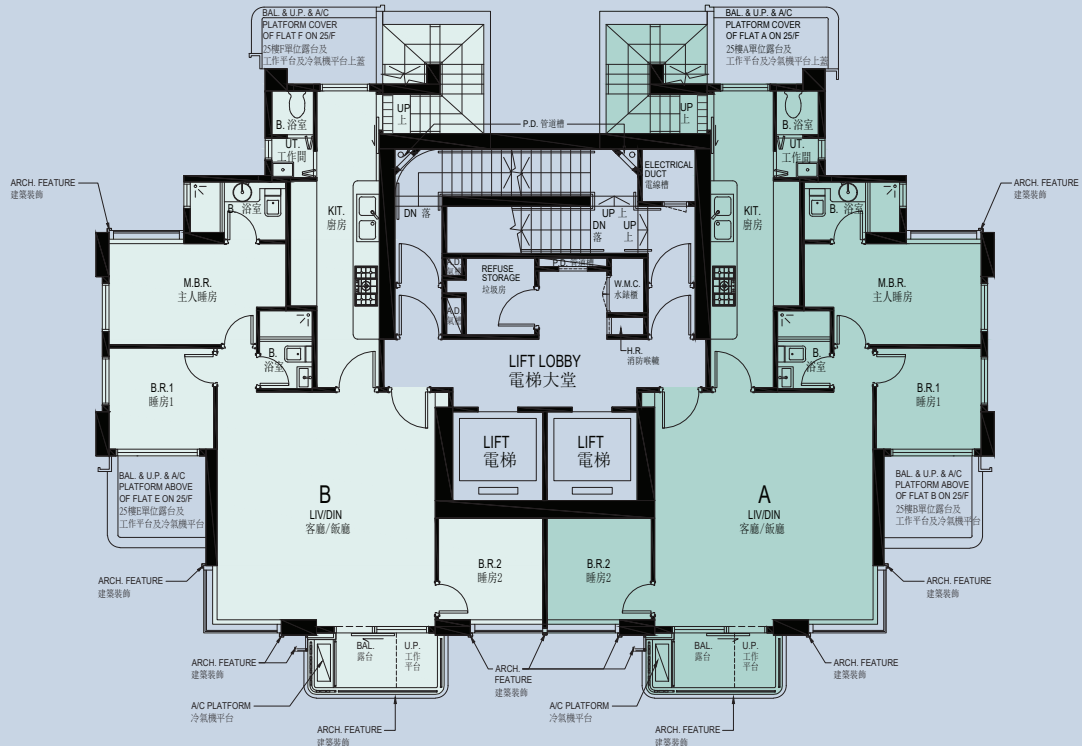 BAL. & U.P. & A/C
PLATFORM COVER
OF FLAT F ON 25/F
25樓F單位露台及
工作平台及冷氣機平台上蓋
BAL. & U.P. & A/C
PLATFORM COVER
OF FLAT A ON 25/F
25樓A單位露台及
工作平台及冷氣機平台上蓋
B. 浴室
UP
上
P.D. 管道槽
UP
上
B. 浴室
UT.
工作間
ELECTRICAL
DUCT
電線槽
UT.
工作間
ARCH. FEATURE
建築裝飾
B. 浴室
KIT.
廚房
DN 落
UP 上
DN
落
UP
上
KIT.
廚房
B. 浴室
ARCH. FEATURE
建築裝飾
M.B.R.
主人睡房
A.D.
氣槽
REFUSE
STORAGE
垃圾房
P.D. 管道槽
W.M.C.
水錶櫃
M.B.R.
主人睡房
A.D.
氣槽
B.
浴室
H.R.
消防喉轆
B.
浴室
LIFT LOBBY
電梯大堂
B.R.1
睡房1
B.R.1
睡房1
LIFT
電梯
LIFT
電梯
BAL. & U.P. & A/C
PLATFORM ABOVE
OF FLAT E ON 25/F
25樓E單位露台及
工作平台及冷氣機平台
B
LIV/DIN
客廳/飯廳
A
LIV/DIN
客廳/飯廳
BAL. & U.P. & A/C
PLATFORM ABOVE
OF FLAT B ON 25/F
25樓B單位露台及
工作平台及冷氣機平台
B.R.2
睡房2
B.R.2
睡房2
ARCH. FEATURE
建築裝飾
ARCH. FEATURE
建築裝飾
BAL.
露台
U.P.
工作
平台
BAL.
露台
U.P.
工作
平台
ARCH. FEATURE
建築裝飾
ARCH.
FEATURE
建築裝飾
ARCH. FEATURE
建築裝飾
A/C PLATFORM
冷氣機平台
A/C PLATFORM
冷氣機平台
ARCH. FEATURE
建築裝飾
ARCH. FEATURE
建築裝飾